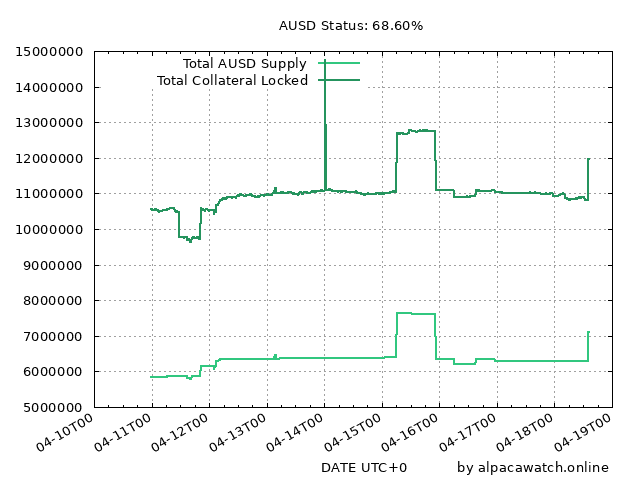 AUSD Status: 68.60%
Total AUSD Supply
Total Collateral Locked
15000000
14000000
13000000
12000000
11000000
10000000
9000000
8000000
7000000
6000000
5000000
04-10T00
04-11T00
04-12T00
04-13T00
04-14T00
04-15T00
04-16T00
04-17T00
04-18T00
04-19T00
DATE UTC+0
by alpacawatch.online